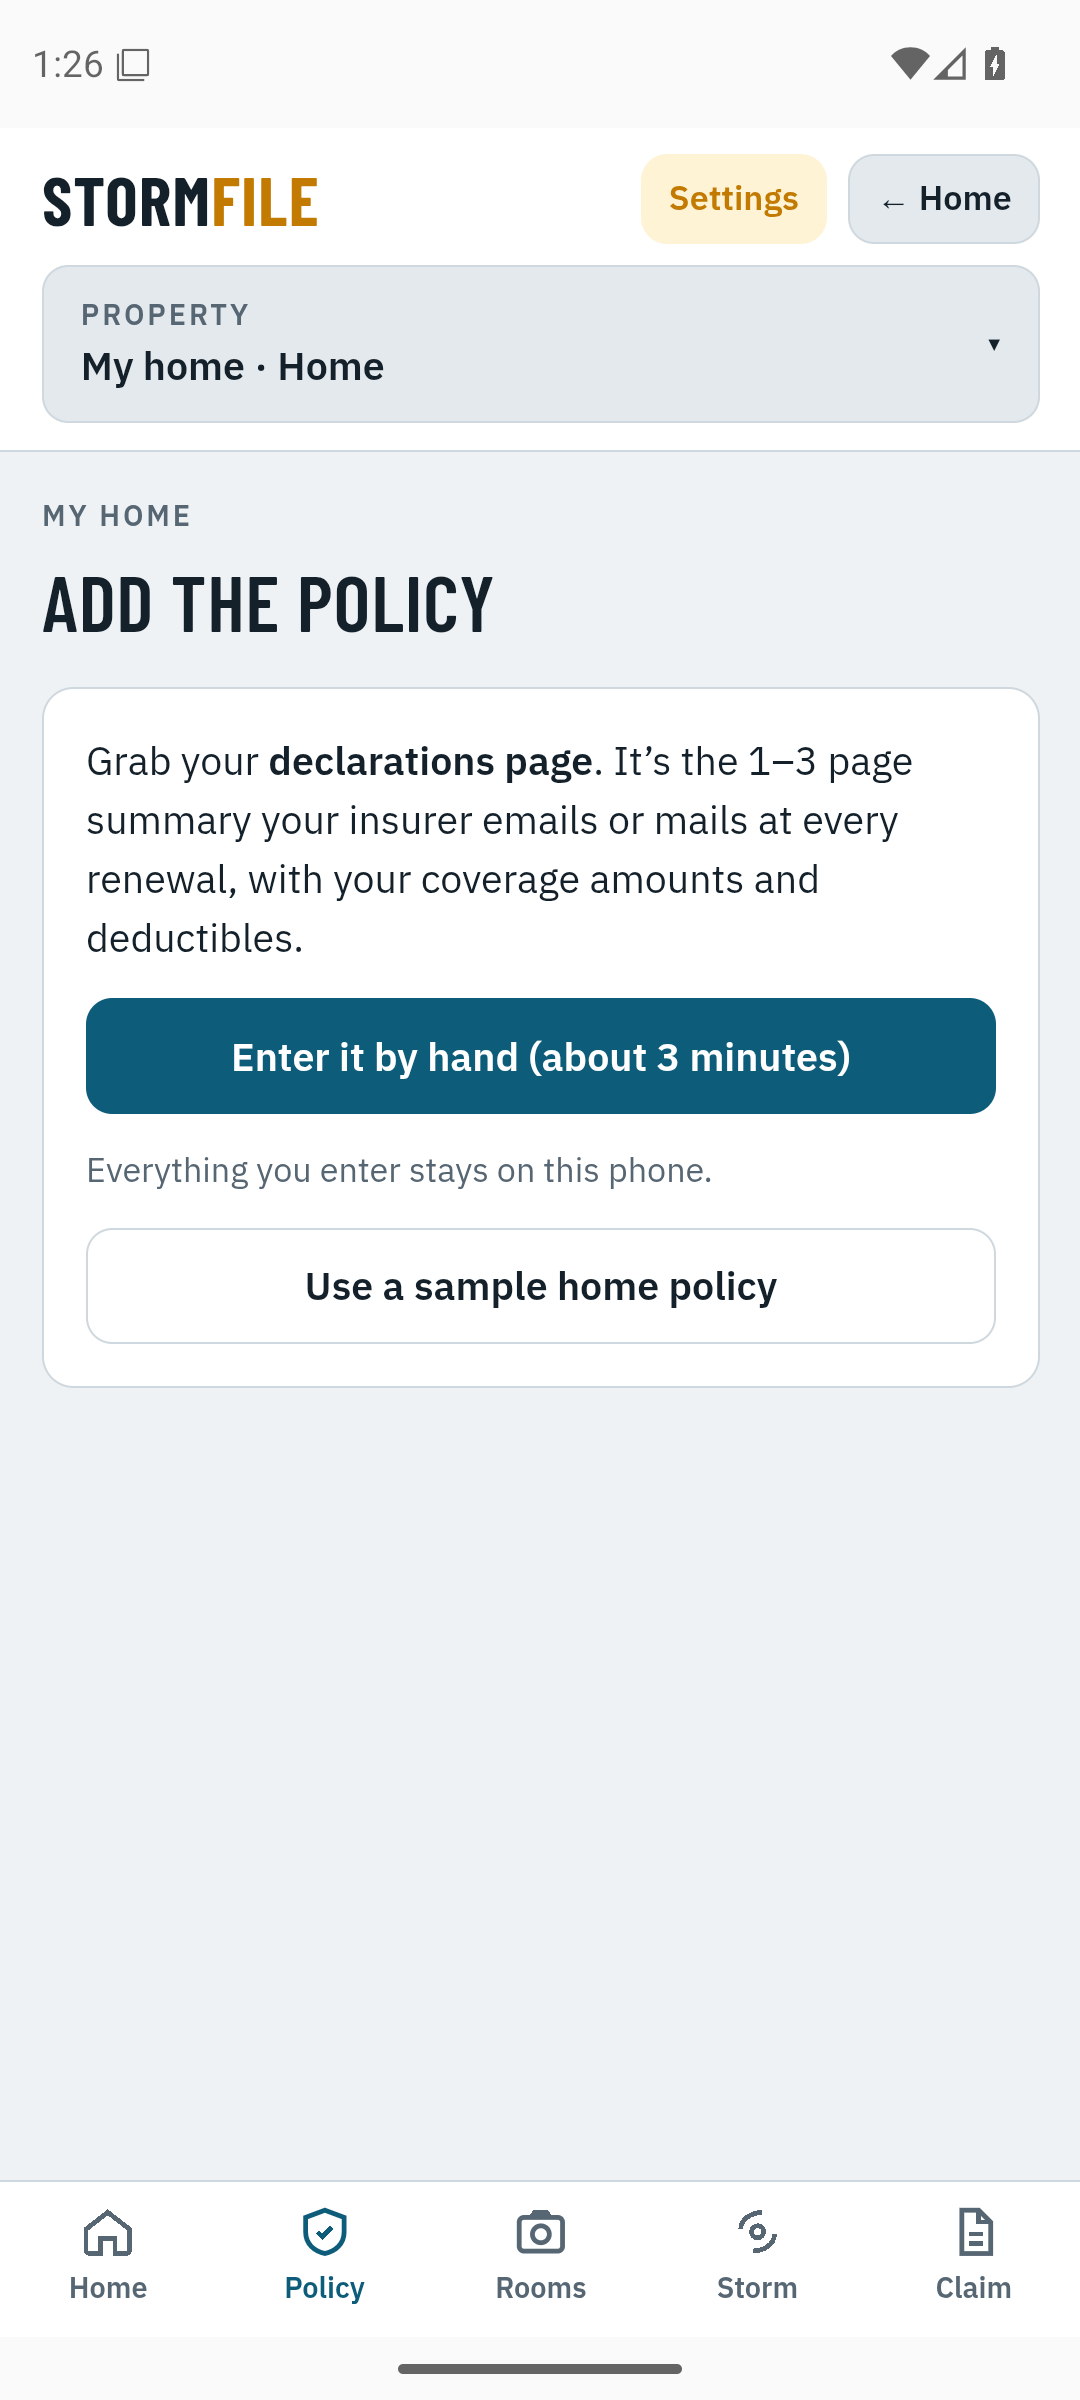 1:26
STORMFILE
Settings
← Home
PROPERTY
My home · Home
▼
MY HOME
ADD THE POLICY
Grab your declarations page. It’s the 1–3 page
summary your insurer emails or mails at every
renewal, with your coverage amounts and
deductibles.
Enter it by hand (about 3 minutes)
Everything you enter stays on this phone.
Use a sample home policy
Home
Policy
Rooms
Storm
Claim